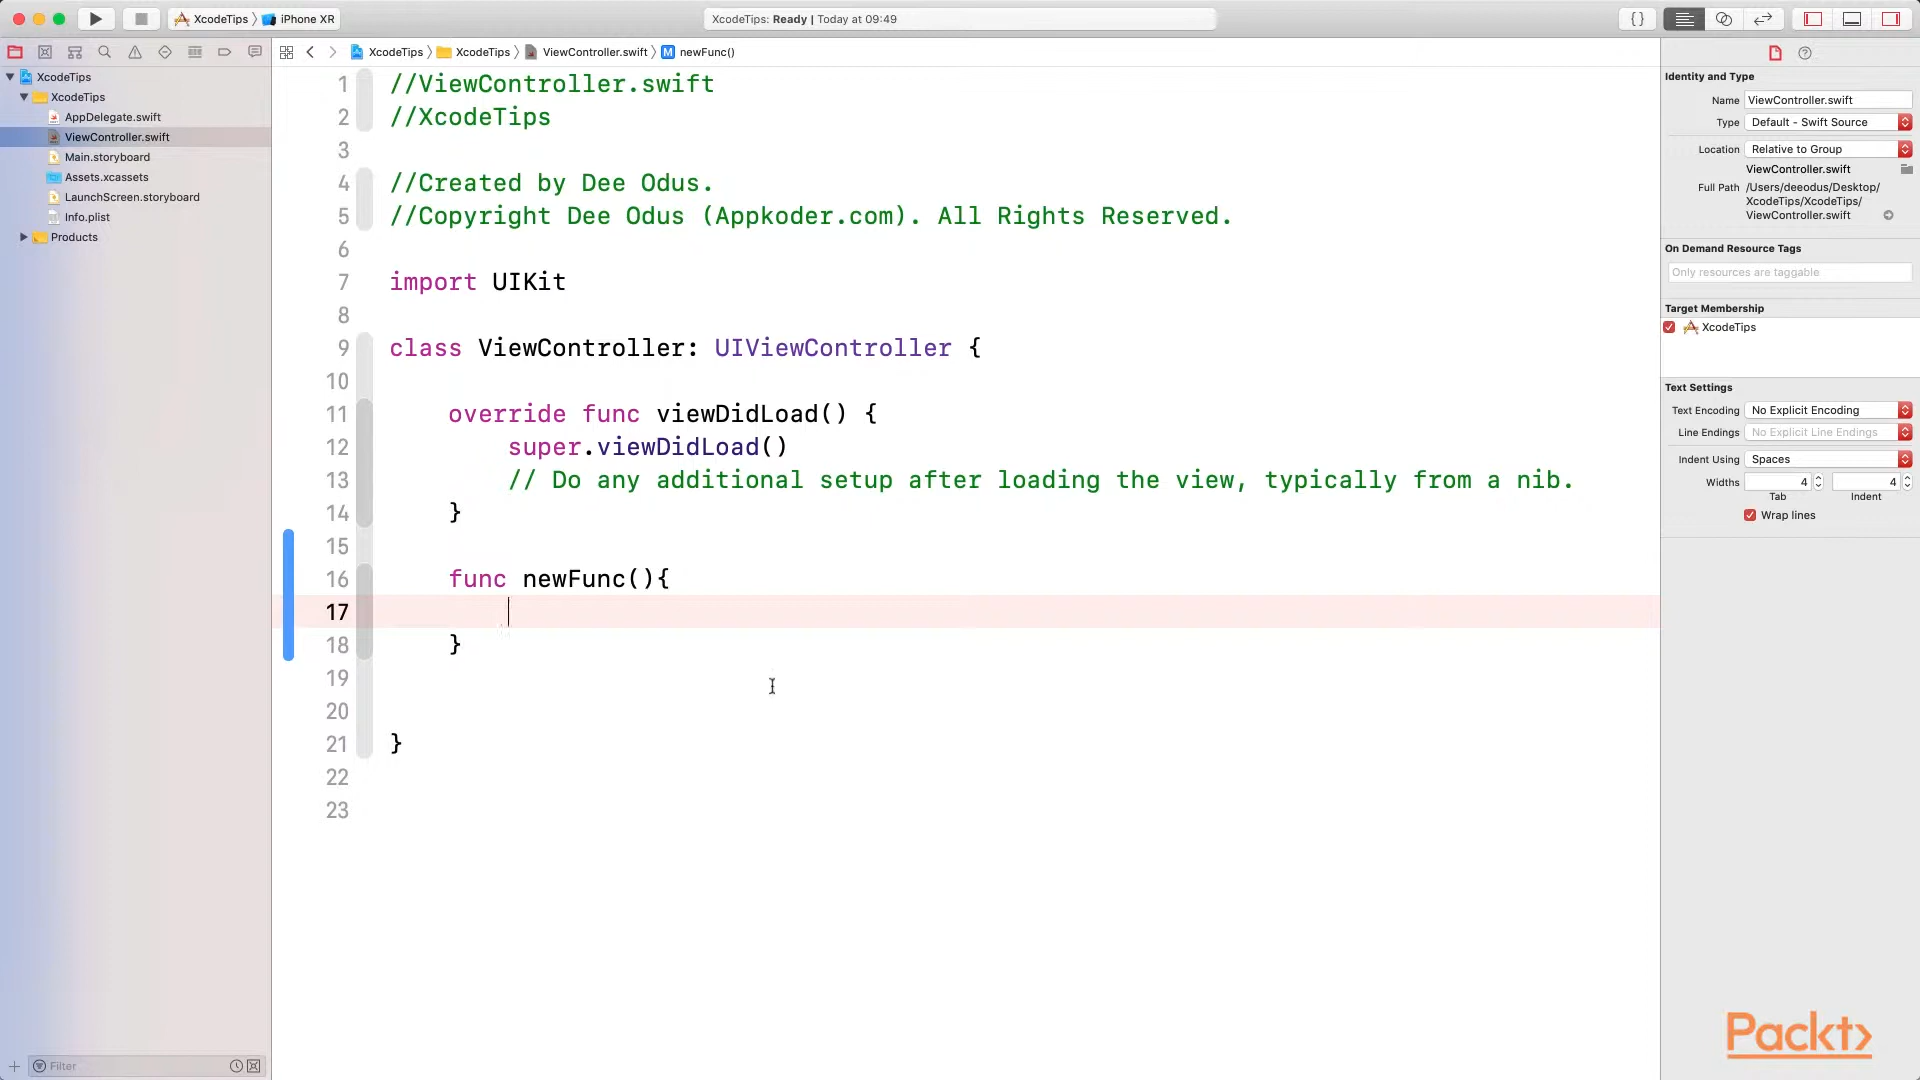 XcodeTips
iPhone XR
XcodeTips: Ready | Today at 09:49
{ }
XcodeTips
XcodeTips
ViewController.swift
M
newFunc()
XcodeTips
XcodeTips
AppDelegate.swift
ViewController.swift
Main.storyboard
Assets.xcassets
LaunchScreen.storyboard
Info.plist
Products
Filter
1 //ViewController.swift
2 //XcodeTips
3
4 //Created by Dee Odus.
5 //Copyright Dee Odus (Appkoder.com). All Rights Reserved.
6
7 import UIKit
8
9 class ViewController: UIViewController {
10
11 override func viewDidLoad() {
12 super.viewDidLoad()
13 // Do any additional setup after loading the view, typically from a nib.
14 }
15
16 func newFunc(){
17
18 }
19
20
21 }
22
23
Identity and Type
Name ViewController.swift
Type Default - Swift Source
Location Relative to Group
ViewController.swift
Full Path /Users/deeodus/Desktop/
XcodeTips/XcodeTips/
ViewController.swift
On Demand Resource Tags
Only resources are taggable
Target Membership
XcodeTips
Text Settings
Text Encoding No Explicit Encoding
Line Endings No Explicit Line Endings
Indent Using Spaces
Widths 4 4
Tab Indent
Wrap lines
Packt>